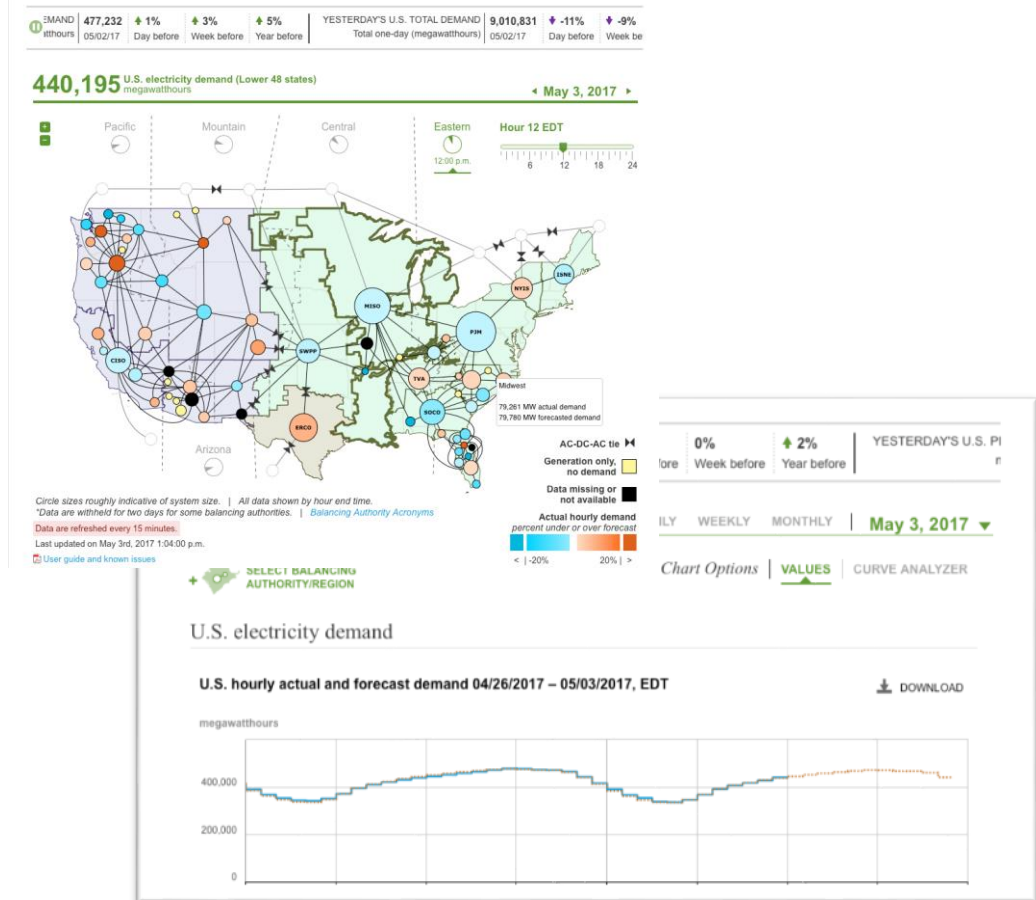 EMAND
atthours
477,232
05/02/17
1%
Day before
3%
Week before
5%
Year before
YESTERDAY'S U.S. TOTAL DEMAND
Total one-day (megawatthours)
9,010,831
05/02/17
-11%
Day before
-9%
Week be
440,195 U.S. electricity demand (Lower 48 states)
megawatthours
May 3, 2017
Pacific
Mountain
Central
Eastern
12:00 p.m.
Hour 12 EDT
6 12 18 24
ISNE
NYIS
MISO
PJM
SWPP
CISO
TVA
SOCO
ERCO
Midwest
79,261 MW actual demand
79,780 MW forecasted demand
Arizona
AC-DC-AC tie
Generation only,
no demand
Data missing or
not available
Actual hourly demand
percent under or over forecast
< |-20% 20%| >
Circle sizes roughly indicative of system size. | All data shown by hour end time.
*Data are withheld for two days for some balancing authorities. | Balancing Authority Acronyms
Data are refreshed every 15 minutes.
Last updated on May 3rd, 2017 1:04:00 p.m.
User guide and known issues
fore
0%
Week before
2%
Year before
YESTERDAY'S U.S. P
ILY WEEKLY MONTHLY | May 3, 2017
SELECT BALANCING
AUTHORITY/REGION
Chart Options | VALUES | CURVE ANALYZER
U.S. electricity demand
U.S. hourly actual and forecast demand 04/26/2017 – 05/03/2017, EDT
DOWNLOAD
megawatthours
400,000
200,000
0